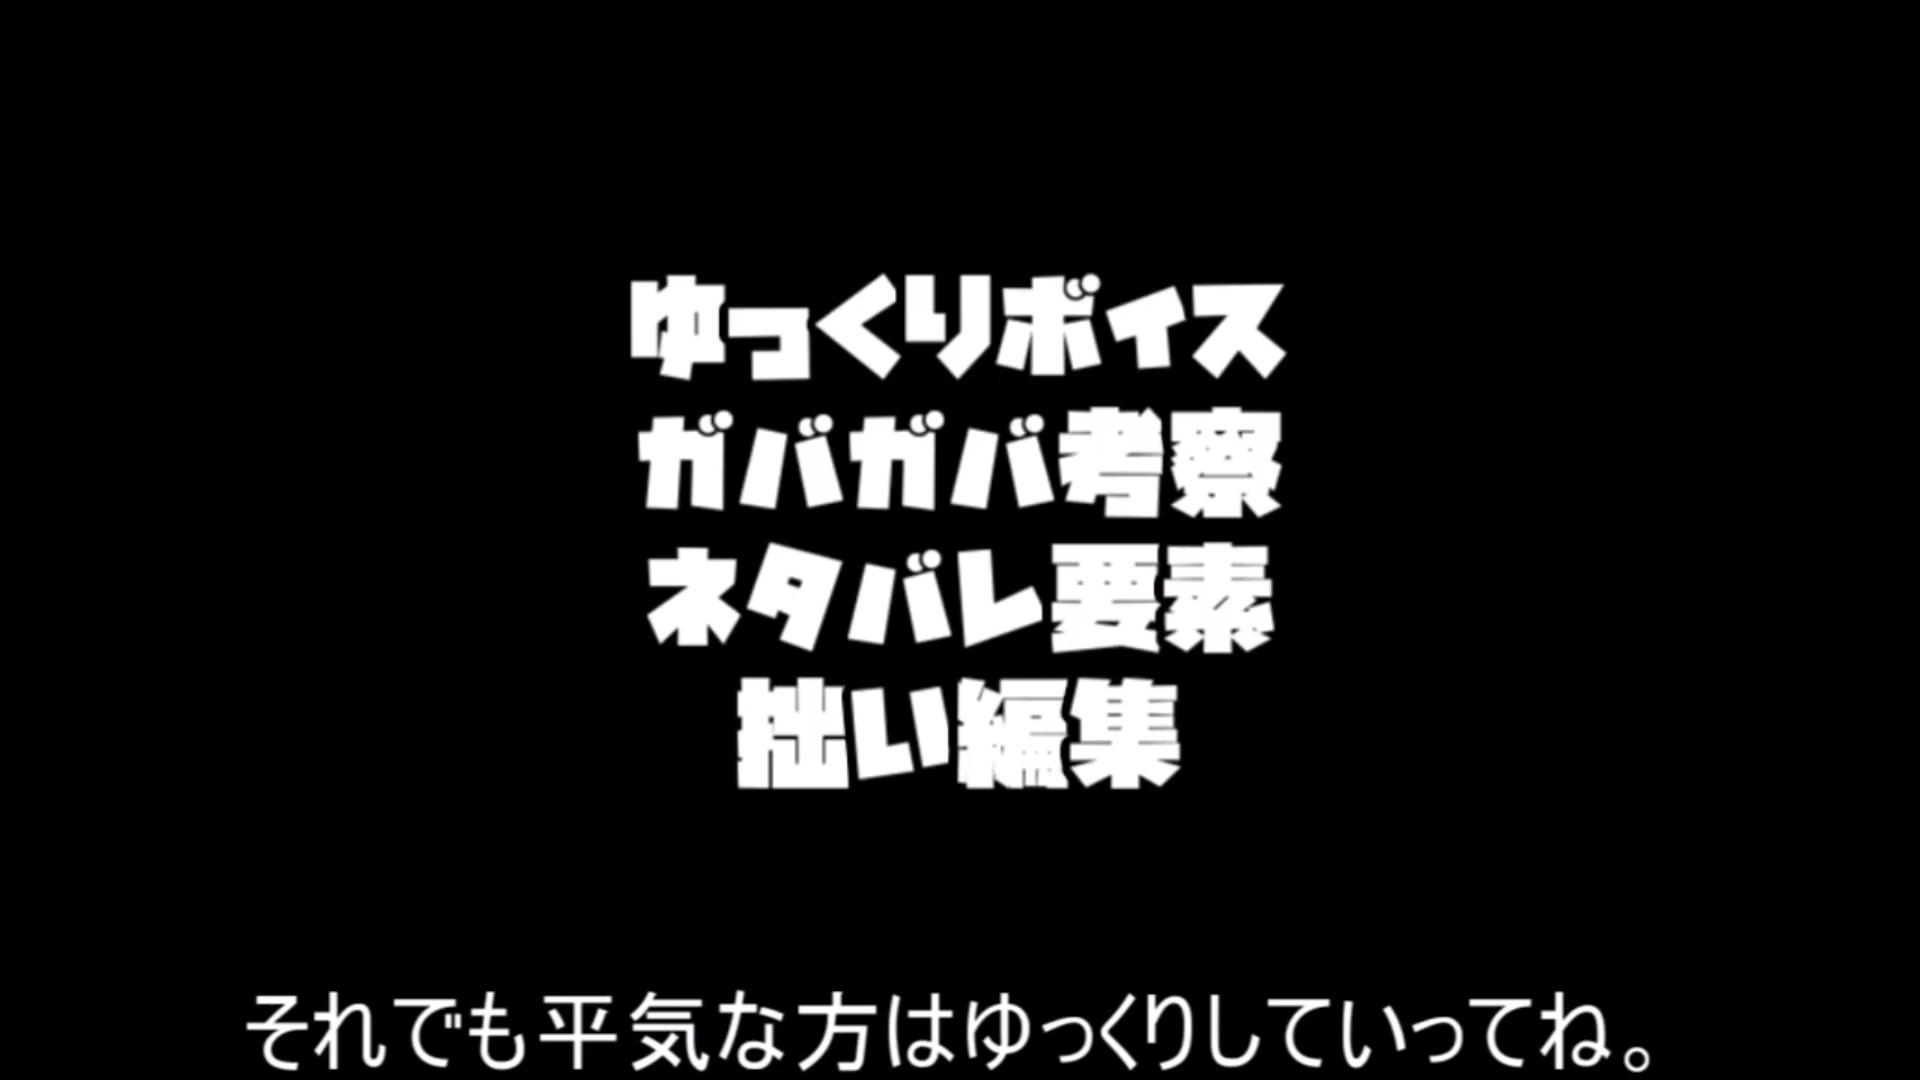 ゆっくりボイス
ガバガバ考察
ネタバレ要素
拙い編集
それでも平気な方はゆっくりしていってね。